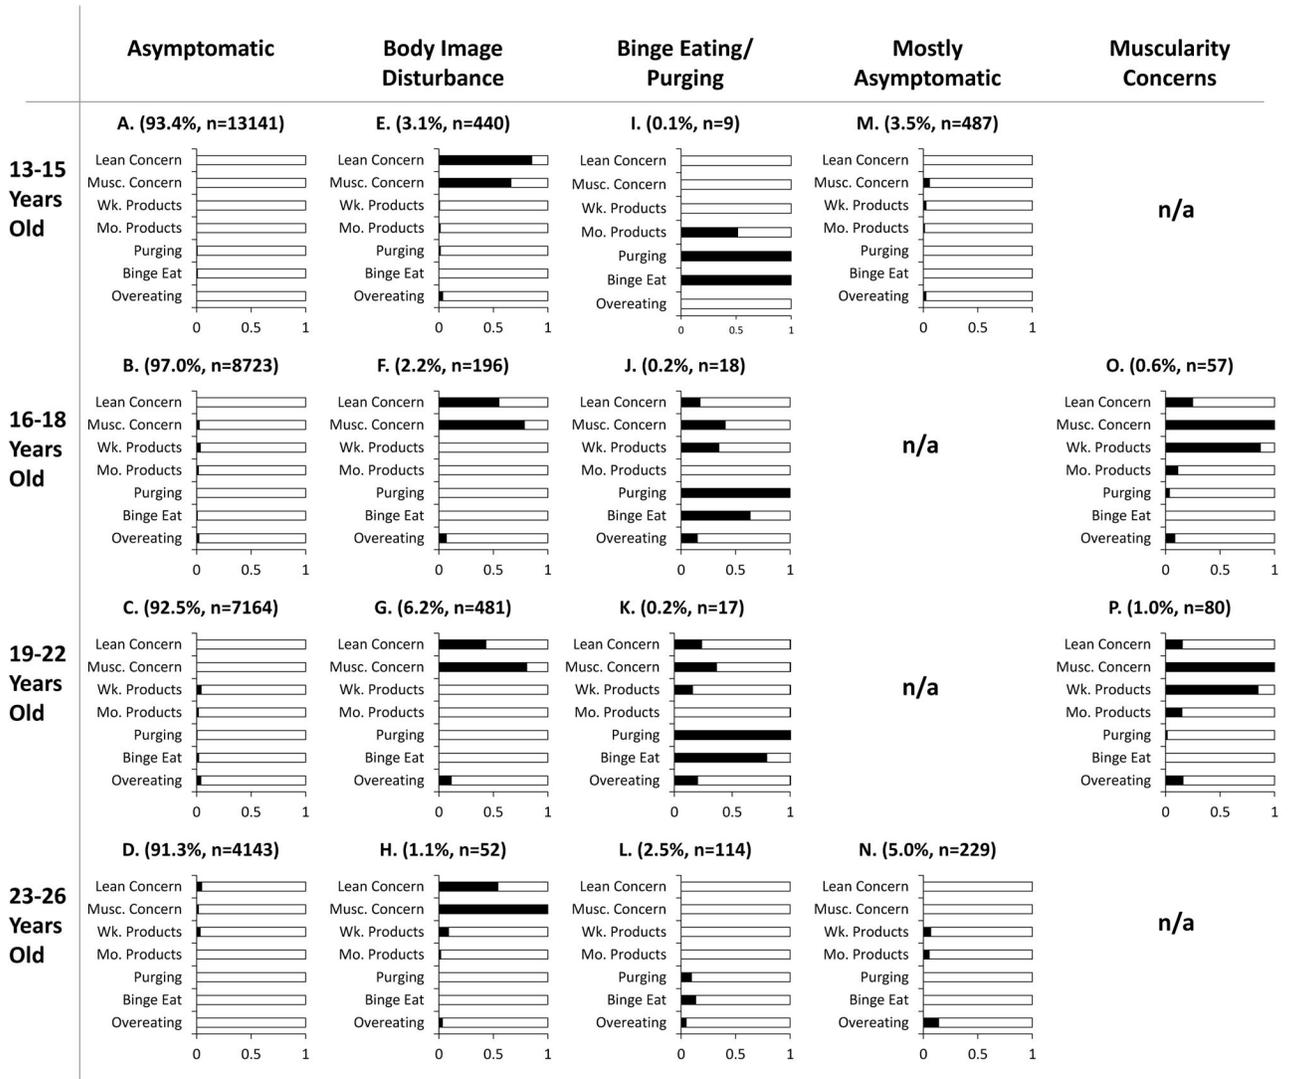 Asymptomatic
Body Image
Disturbance
Binge Eating/
Purging
Mostly
Asymptomatic
Muscularity
Concerns
13-15
Years
Old
A. (93.4%, n=13141)
Lean Concern
Musc. Concern
Wk. Products
Mo. Products
Purging
Binge Eat
Overeating
0 0.5 1
E. (3.1%, n=440)
Lean Concern
Musc. Concern
Wk. Products
Mo. Products
Purging
Binge Eat
Overeating
0 0.5 1
I. (0.1%, n=9)
Lean Concern
Musc. Concern
Wk. Products
Mo. Products
Purging
Binge Eat
Overeating
0 0.5 1
M. (3.5%, n=487)
Lean Concern
Musc. Concern
Wk. Products
Mo. Products
Purging
Binge Eat
Overeating
0 0.5 1
n/a
16-18
Years
Old
B. (97.0%, n=8723)
Lean Concern
Musc. Concern
Wk. Products
Mo. Products
Purging
Binge Eat
Overeating
0 0.5 1
F. (2.2%, n=196)
Lean Concern
Musc. Concern
Wk. Products
Mo. Products
Purging
Binge Eat
Overeating
0 0.5 1
J. (0.2%, n=18)
Lean Concern
Musc. Concern
Wk. Products
Mo. Products
Purging
Binge Eat
Overeating
0 0.5 1
n/a
O. (0.6%, n=57)
Lean Concern
Musc. Concern
Wk. Products
Mo. Products
Purging
Binge Eat
Overeating
0 0.5 1
19-22
Years
Old
C. (92.5%, n=7164)
Lean Concern
Musc. Concern
Wk. Products
Mo. Products
Purging
Binge Eat
Overeating
0 0.5 1
G. (6.2%, n=481)
Lean Concern
Musc. Concern
Wk. Products
Mo. Products
Purging
Binge Eat
Overeating
0 0.5 1
K. (0.2%, n=17)
Lean Concern
Musc. Concern
Wk. Products
Mo. Products
Purging
Binge Eat
Overeating
0 0.5 1
n/a
P. (1.0%, n=80)
Lean Concern
Musc. Concern
Wk. Products
Mo. Products
Purging
Binge Eat
Overeating
0 0.5 1
23-26
Years
Old
D. (91.3%, n=4143)
Lean Concern
Musc. Concern
Wk. Products
Mo. Products
Purging
Binge Eat
Overeating
0 0.5 1
H. (1.1%, n=52)
Lean Concern
Musc. Concern
Wk. Products
Mo. Products
Purging
Binge Eat
Overeating
0 0.5 1
L. (2.5%, n=114)
Lean Concern
Musc. Concern
Wk. Products
Mo. Products
Purging
Binge Eat
Overeating
0 0.5 1
N. (5.0%, n=229)
Lean Concern
Musc. Concern
Wk. Products
Mo. Products
Purging
Binge Eat
Overeating
0 0.5 1
n/a